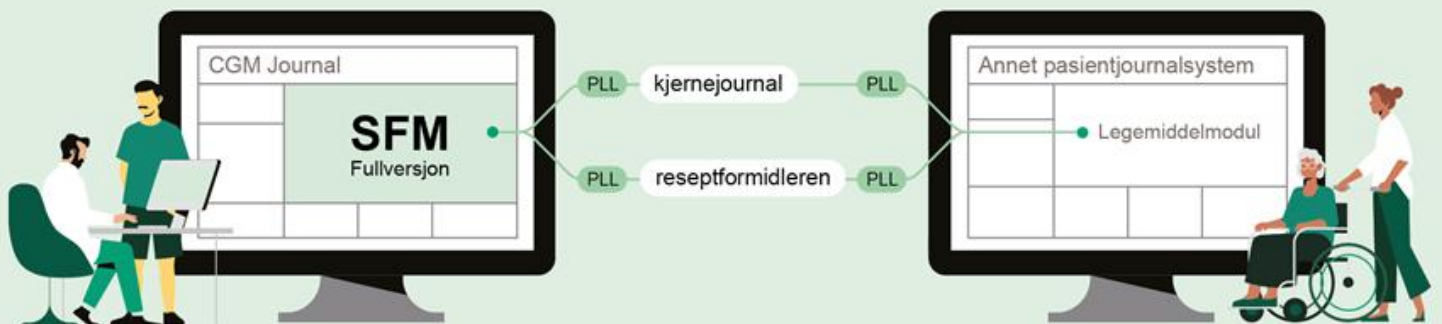 CGM Journal
SFM
Fullversjon
PLL kjernejournal PLL
PLL reseptformidleren PLL
Annet pasientjournalsystem
Legemiddelmodul